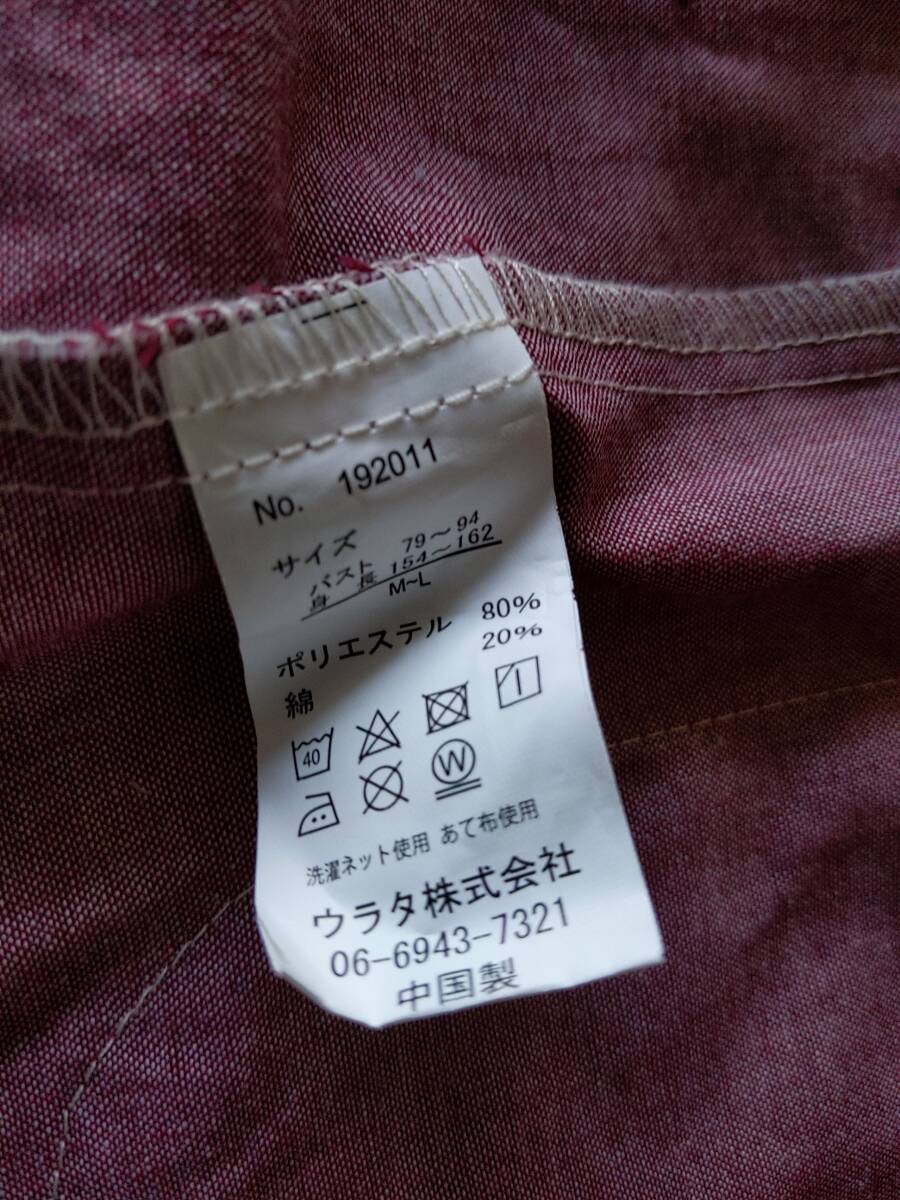 No. 192011
サイズ
バスト 79~94
身長 154~162
M~L
ポリエステル 80%
綿 20%
40
W
洗濯ネット使用 あて布使用
ウラタ株式会社
06-6943-7321
中国製